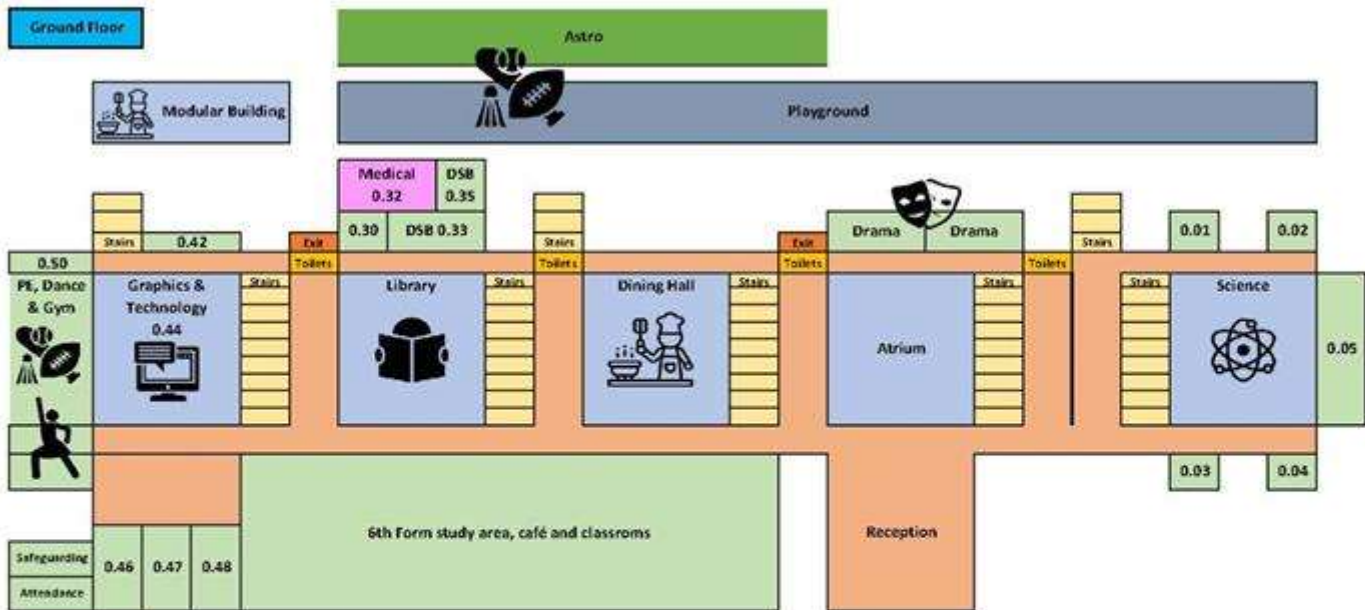 Ground Floor
Astro
Modular Building
Playground
Medical
0.32
DSB
0.35
0.30
DSB 0.33
Stairs
0.42
Exit
Stairs
Exit
Drama
Drama
Stairs
0.01
0.02
0.50
Toilets
Toilets
Toilets
Toilets
PE, Dance
& Gym
Graphics &
Technology
0.44
Stairs
Library
Stairs
Dining Hall
Stairs
Atrium
Stairs
Stairs
Science
0.05
0.03
0.04
6th Form study area, café and classroms
Reception
Safeguarding
Attendance
0.46
0.47
0.48